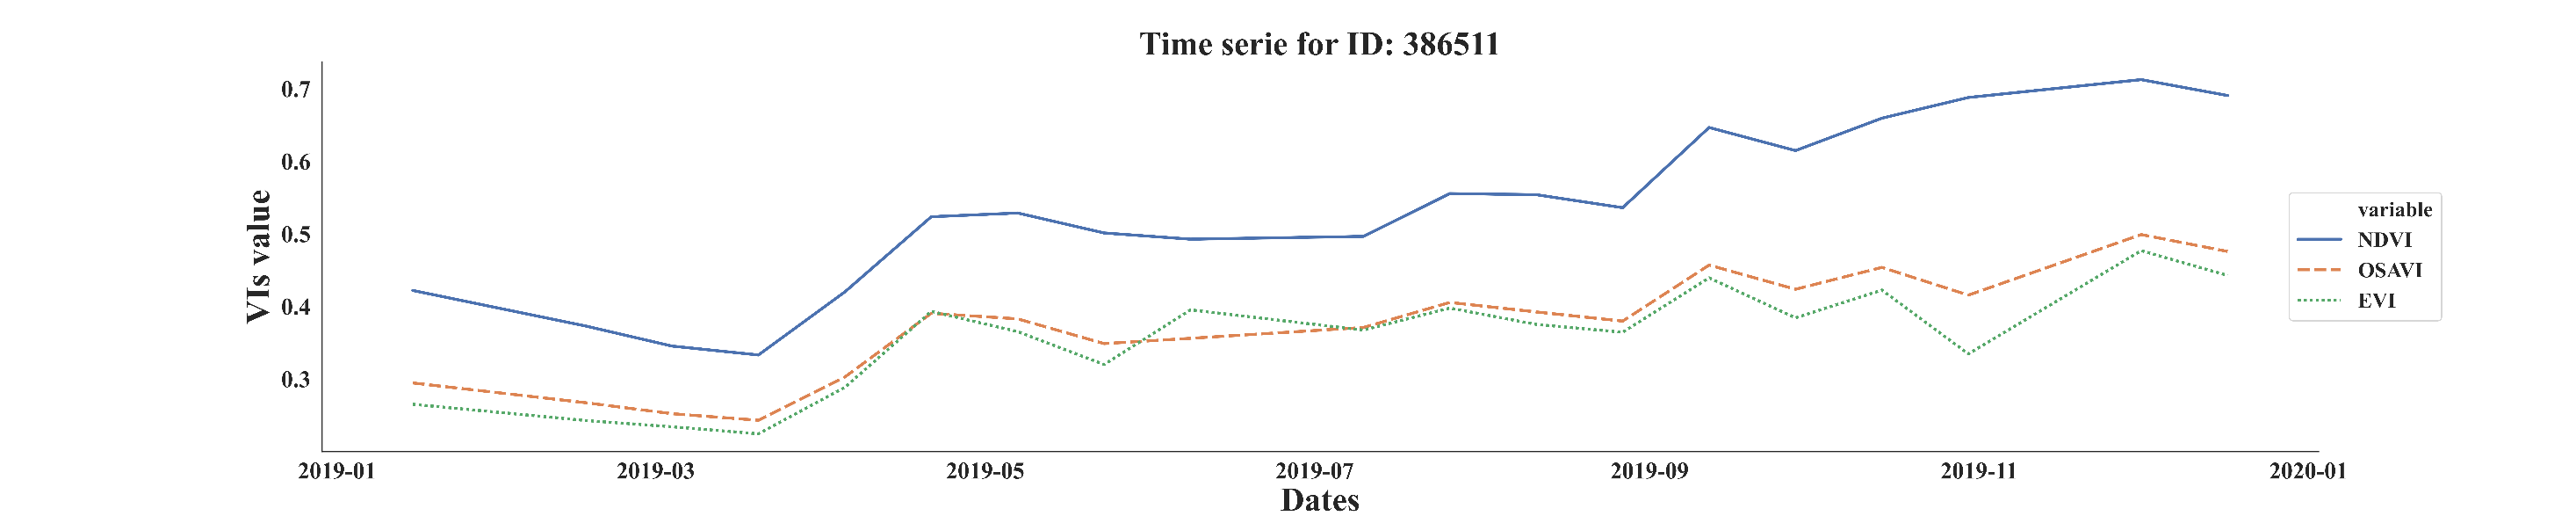 Time serie for ID: 386511
VIs value
0.7
0.6
0.5
0.4
0.3
2019-01
2019-03
2019-05
2019-07
2019-09
2019-11
2020-01
Dates
variable
NDVI
OSAVI
EVI